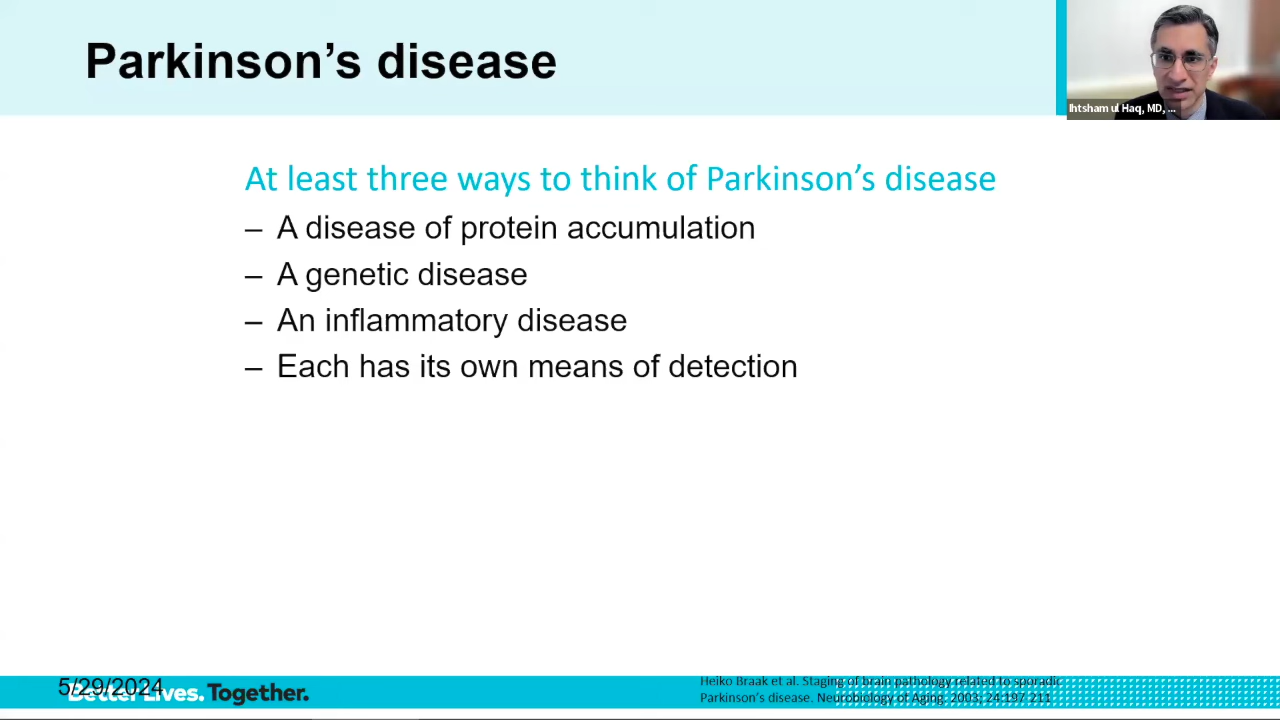 Parkinson’s disease
Ihtsham ul Haq, MD, ...
At least three ways to think of Parkinson’s disease
– A disease of protein accumulation
– A genetic disease
– An inflammatory disease
– Each has its own means of detection
5/29/2024
Better Lives. Together.
Heiko Braak et al. Staging of brain pathology related to sporadic
Parkinson’s disease. Neurobiology of Aging. 2003; 24:197-211